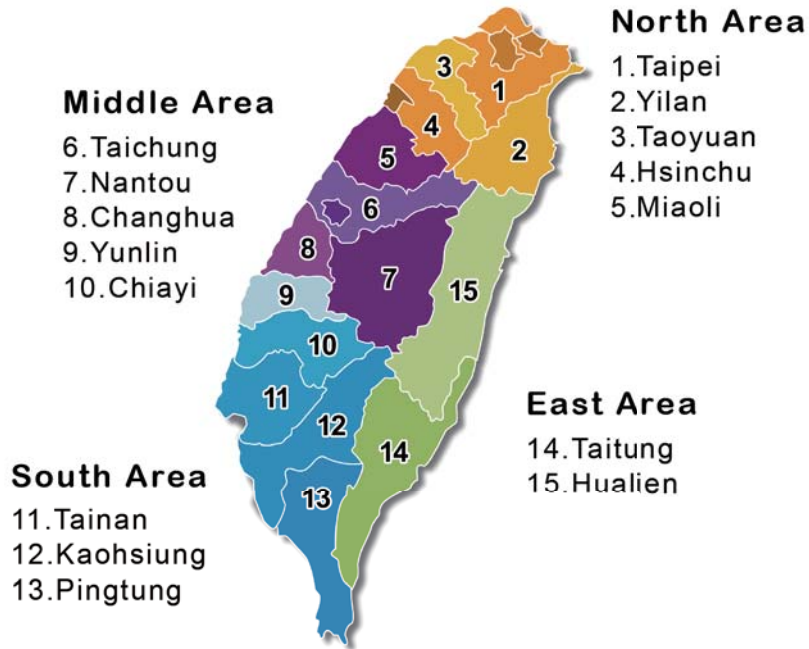 North Area
1.Taipei
2.Yilan
3.Taoyuan
4.Hsinchu
5.Miaoli
Middle Area
6.Taichung
7.Nantou
8.Changhua
9.Yunlin
10.Chiayi
East Area
14.Taitung
15.Hualien
South Area
11.Tainan
12.Kaohsiung
13.Pingtung
3
1
4
2
5
6
8
7
9
15
10
11
12
14
13